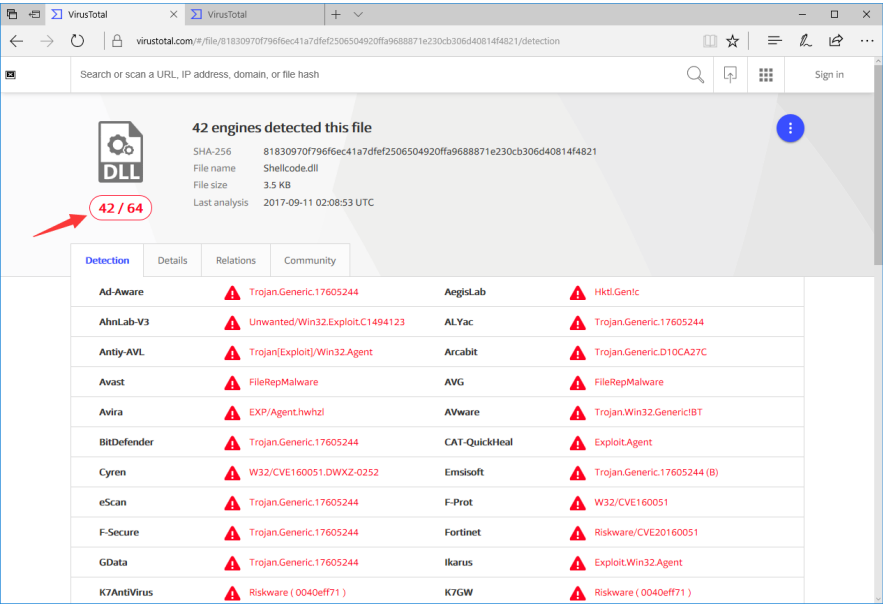 VirusTotal
VirusTotal
virustotal.com/#/file/81830970f796f6ec41a7dfef2506504920ffa9688871e230cb306d40814f4821/detection
Search or scan a URL, IP address, domain, or file hash
Sign in
DLL
42 / 64
42 engines detected this file
SHA-256 81830970f796f6ec41a7dfef2506504920ffa9688871e230cb306d40814f4821
File name Shellcode.dll
File size 3.5 KB
Last analysis 2017-09-11 02:08:53 UTC
Detection Details Relations Community
Ad-Aware Trojan.Generic.17605244 AegisLab Hktl.Gen!c
AhnLab-V3 Unwanted/Win32.Exploit.C1494123 ALYac Trojan.Generic.17605244
Antiy-AVL Trojan[Exploit]/Win32.Agent Arcabit Trojan.Generic.D10CA27C
Avast FileRepMalware AVG FileRepMalware
Avira EXP/Agent.hwhzl AVware Trojan.Win32.Generic!BT
BitDefender Trojan.Generic.17605244 CAT-QuickHeal Exploit.Agent
Cyren W32/CVE160051.DWXZ-0252 Emsisoft Trojan.Generic.17605244 (B)
eScan Trojan.Generic.17605244 F-Prot W32/CVE160051
F-Secure Trojan.Generic.17605244 Fortinet Riskware/CVE20160051
GData Trojan.Generic.17605244 Ikarus Exploit.Win32.Agent
K7AntiVirus Riskware ( 0040eff71 ) K7GW Riskware ( 0040eff71 )